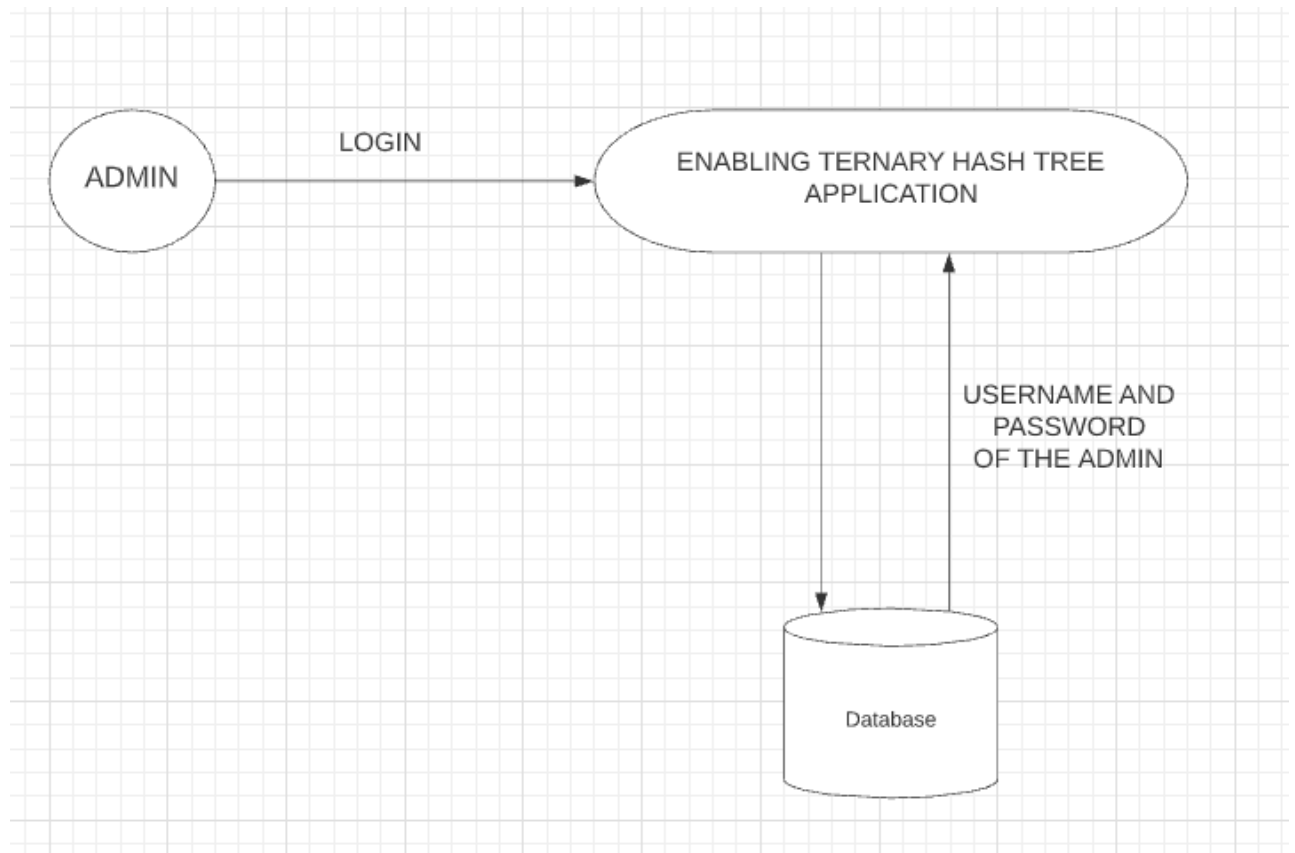 LOGIN
ADMIN
ENABLING TERNARY HASH TREE
APPLICATION
USERNAME AND
PASSWORD
OF THE ADMIN
Database